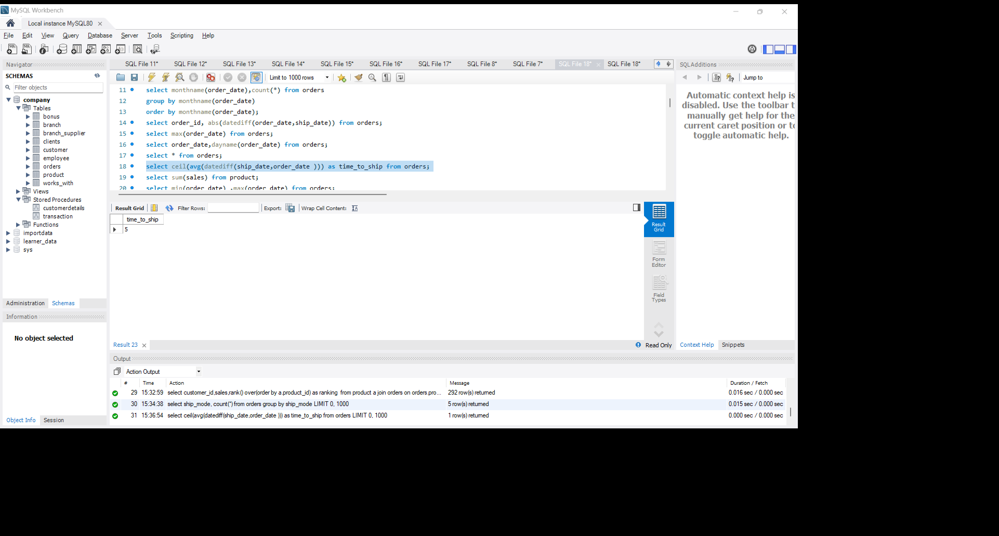 MySQL Workbench
Local instance MySQL80
File Edit View Query Database Server Tools Scripting Help
Navigator
SCHEMAS
Filter objects
company
Tables
bonus
branch
branch_supplier
clients
customer
employee
orders
product
works_with
Views
Stored Procedures
customerdetails
transaction
Functions
importdata
learner_data
sys
Administration Schemas
Information
No object selected
Object Info Session
SQL File 11* SQL File 12* SQL File 13* SQL File 14* SQL File 15* SQL File 16* SQL File 17* SQL File 8* SQL File 7* SQL File 18* SQL File 18*
Limit to 1000 rows
11 select monthname(order_date),count(*) from orders
12 group by monthname(order_date)
13 order by monthname(order_date);
14 select order_id, abs(datediff(order_date,ship_date)) from orders;
15 select max(order_date) from orders;
16 select order_date,dayname(order_date) from orders;
17 select * from orders;
18 select ceil(avg(datediff(ship_date,order_date ))) as time_to_ship from orders;
19 select sum(sales) from product;
20 select min(order_date) ,max(order_date) from orders;
Result Grid Filter Rows: Export: Wrap Cell Content:
time_to_ship
5
Result
Grid
Form
Editor
Field
Types
Result 23
Read Only
SQLAdditions
Jump to
Automatic context help is
disabled. Use the toolbar t
manually get help for the
current caret position or to
toggle automatic help.
Context Help Snippets
Output
Action Output
# Time Action Message Duration / Fetch
29 15:32:59 select customer_id,sales,rank() over(order by a.product_id) as ranking from product a join orders on orders.pro... 292 row(s) returned 0.016 sec / 0.000 sec
30 15:34:38 select ship_mode, count(*) from orders group by ship_mode LIMIT 0, 1000 5 row(s) returned 0.015 sec / 0.000 sec
31 15:36:54 select ceil(avg(datediff(ship_date,order_date ))) as time_to_ship from orders LIMIT 0, 1000 1 row(s) returned 0.000 sec / 0.000 sec